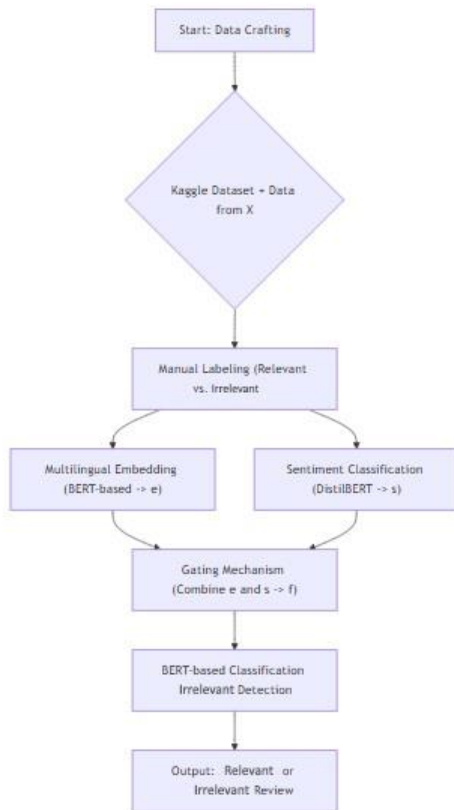 Start: Data Crafting
Kaggle Dataset + Data
from X
Manual Labeling (Relevant
vs. Irrelevant
Multilingual Embedding
(BERT-based -> e)
Sentiment Classification
(DistilBERT -> s)
Gating Mechanism
(Combine e and s -> f)
BERT-based Classification
Irrelevant Detection
Output: Relevant or
Irrelevant Review